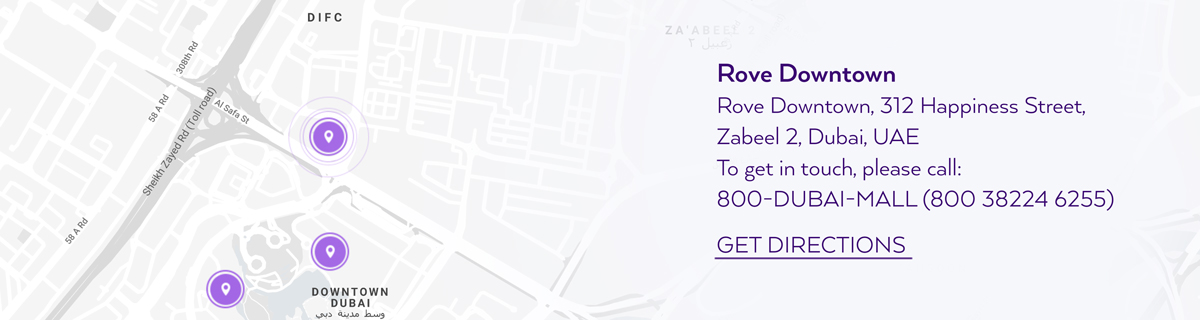 DIFC
ZA'ABEEL 2
زعبيل ٢
308th Rd
58 A Rd
Al Safa St
Sheikh Zayed Rd (Toll road)
58 A Rd
DOWNTOWN
DUBAI
وسط مدينة دبي
Rove Downtown
Rove Downtown, 312 Happiness Street,
Zabeel 2, Dubai, UAE
To get in touch, please call:
800-DUBAI-MALL (800 38224 6255)
GET DIRECTIONS